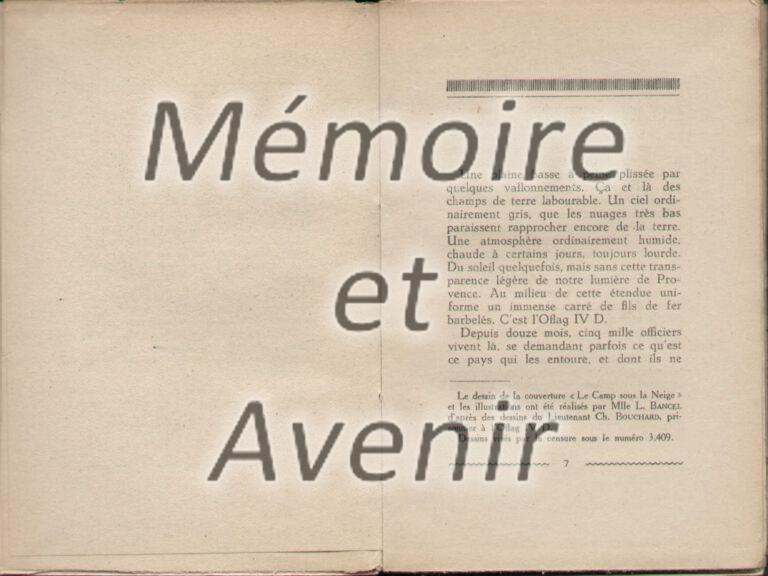 Mémoire
et
Avenir
Une plaine basse à peine plissée par
quelques vallonnements. Ça et là des
champs de terre labourable. Un ciel ordi-
nairement gris, que les nuages très bas
paraissent rapprocher encore de la terre.
Une atmosphère ordinairement humide,
chaude à certains jours, toujours lourde.
Du soleil quelquefois, mais sans cette trans-
parence légère de notre lumière de Pro-
vence. Au milieu de cette étendue uni-
forme un immense carré de fils de fer
barbelés. C'est l'Oflag IV D.
Depuis douze mois, cinq mille officiers
vivent là, se demandant parfois ce qu'est
ce pays qui les entoure, et dont ils ne
Le dessin de la couverture « Le Camp sous la Neige »
et les illustrations ont été réalisés par Mlle L. BANCEL
d'après des dessins du Lieutenant Ch. BOUCHARD, pri-
sonnier à l'Oflag IV D.
Dessins visés par la censure sous le numéro 3.409.
7